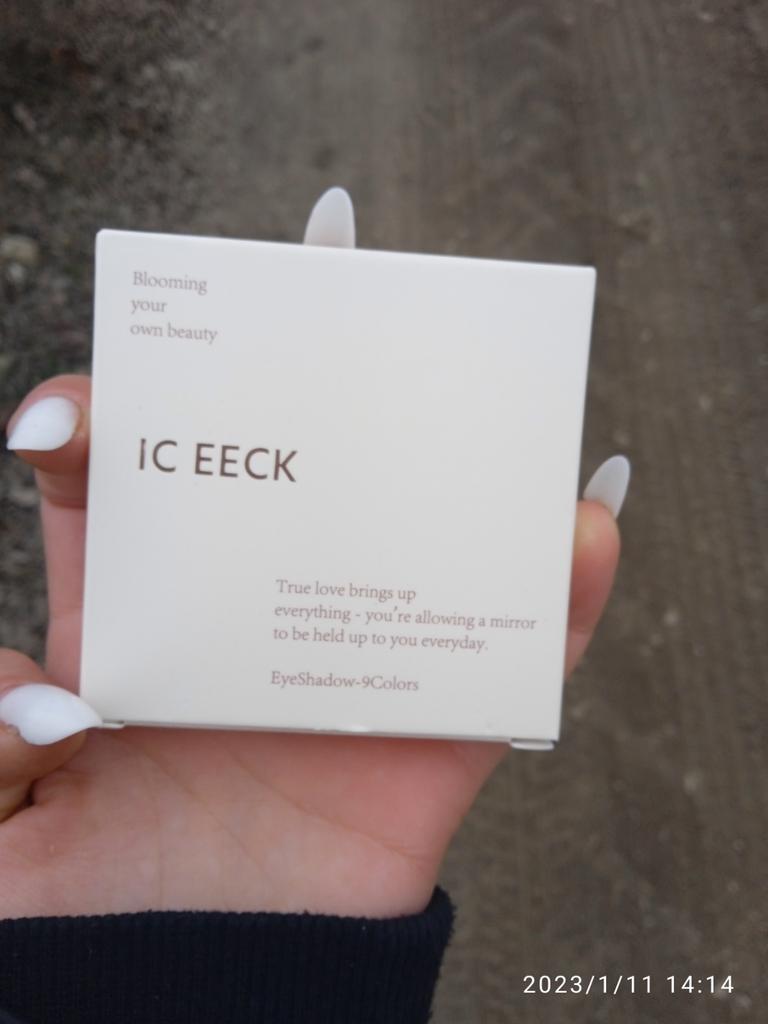 Blooming
your
own beauty
IC EECK
True love brings up
everything - you're allowing a mirror
to be held up to you everyday.
EyeShadow-9Colors
2023/1/11 14:14